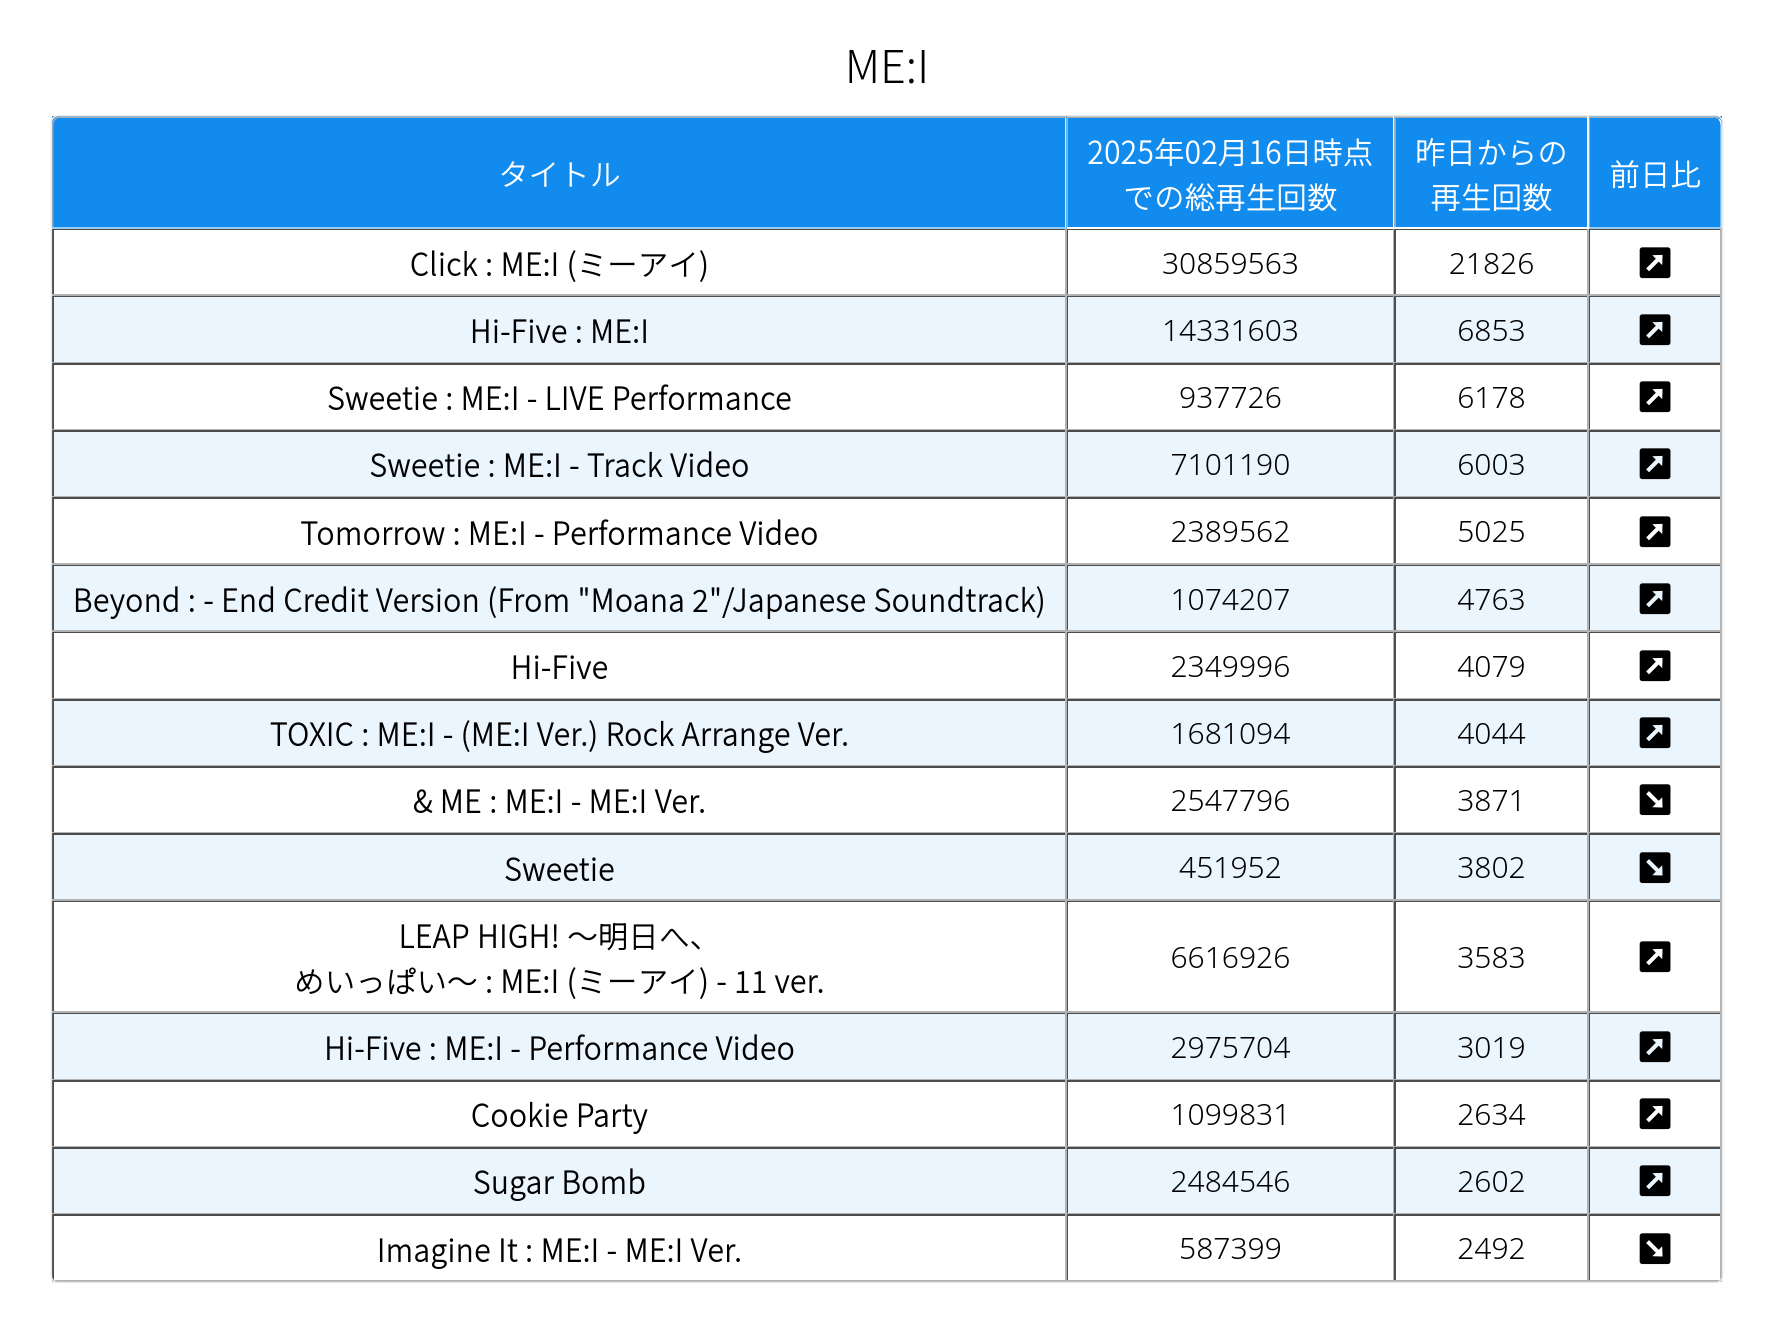 ME:I
タイトル
2025年02月16日時点
での総再生回数
昨日からの
再生回数
前日比
Click : ME:I (ミーアイ) 30859563 21826
Hi-Five : ME:I 14331603 6853
Sweetie : ME:I - LIVE Performance 937726 6178
Sweetie : ME:I - Track Video 7101190 6003
Tomorrow : ME:I - Performance Video 2389562 5025
Beyond : - End Credit Version (From "Moana 2"/Japanese Soundtrack) 1074207 4763
Hi-Five 2349996 4079
TOXIC : ME:I - (ME:I Ver.) Rock Arrange Ver. 1681094 4044
& ME : ME:I - ME:I Ver. 2547796 3871
Sweetie 451952 3802
LEAP HIGH! 〜明日へ、
めいっぱい〜 : ME:I (ミーアイ) - 11 ver. 6616926 3583
Hi-Five : ME:I - Performance Video 2975704 3019
Cookie Party 1099831 2634
Sugar Bomb 2484546 2602
Imagine It : ME:I - ME:I Ver. 587399 2492